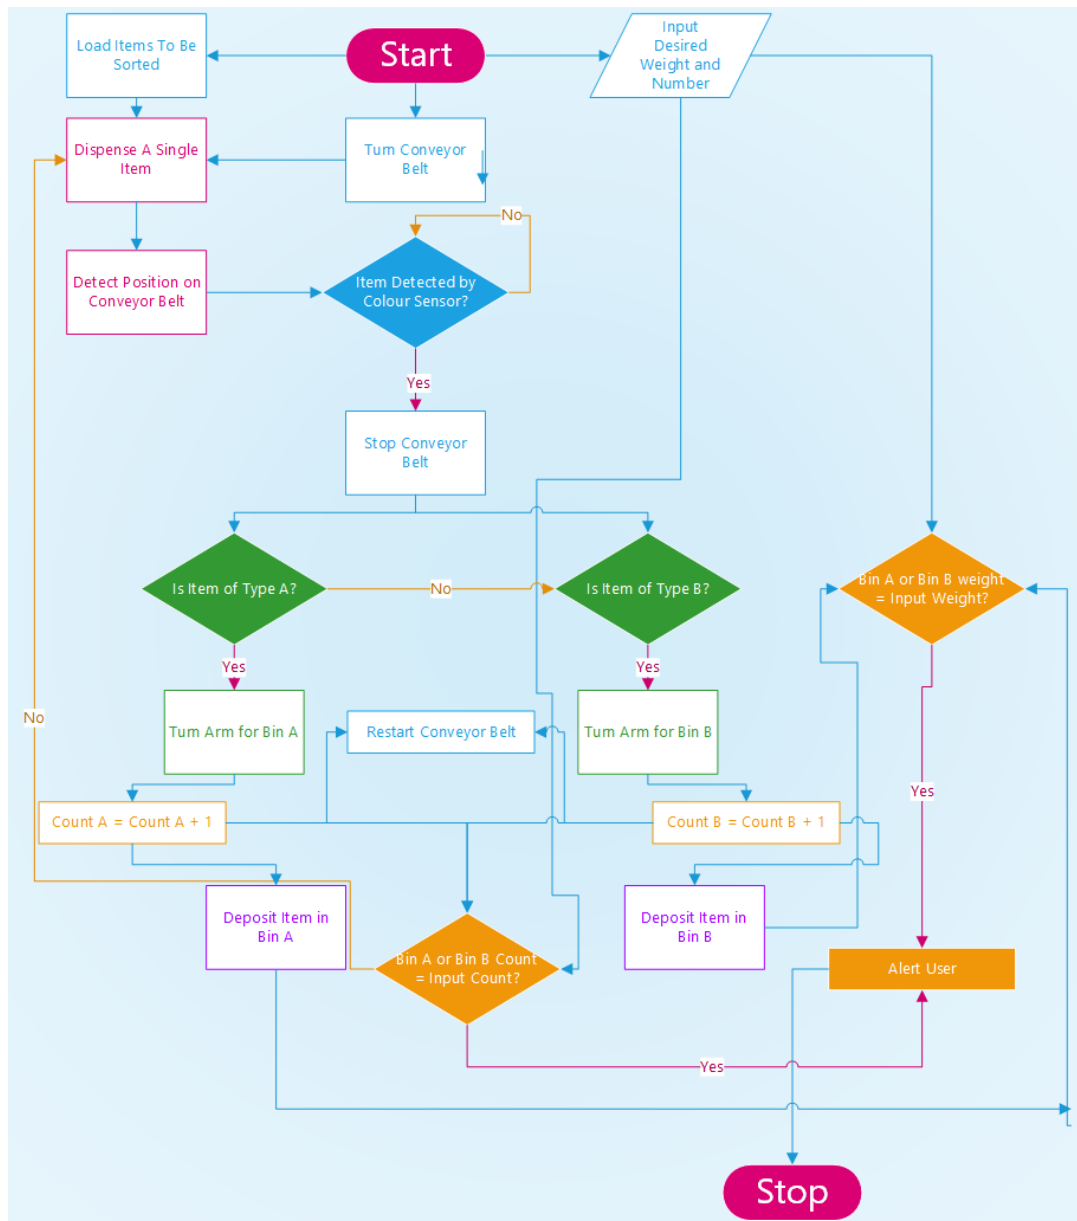 Load Items To Be
Sorted
Start
Input
Desired
Weight and
Number
Dispense A Single
Item
Turn Conveyor
Belt
No
Detect Position on
Conveyor Belt
Item Detected by
Colour Sensor?
Yes
Stop Conveyor
Belt
Is Item of Type A?
No
Is Item of Type B?
Bin A or Bin B weight
= Input Weight?
Yes
Yes
No
Turn Arm for Bin A
Restart Conveyor Belt
Turn Arm for Bin B
Yes
Count A = Count A + 1
Count B = Count B + 1
Deposit Item in
Bin A
Bin A or Bin B Count
= Input Count?
Deposit Item in
Bin B
Alert User
Yes
Stop